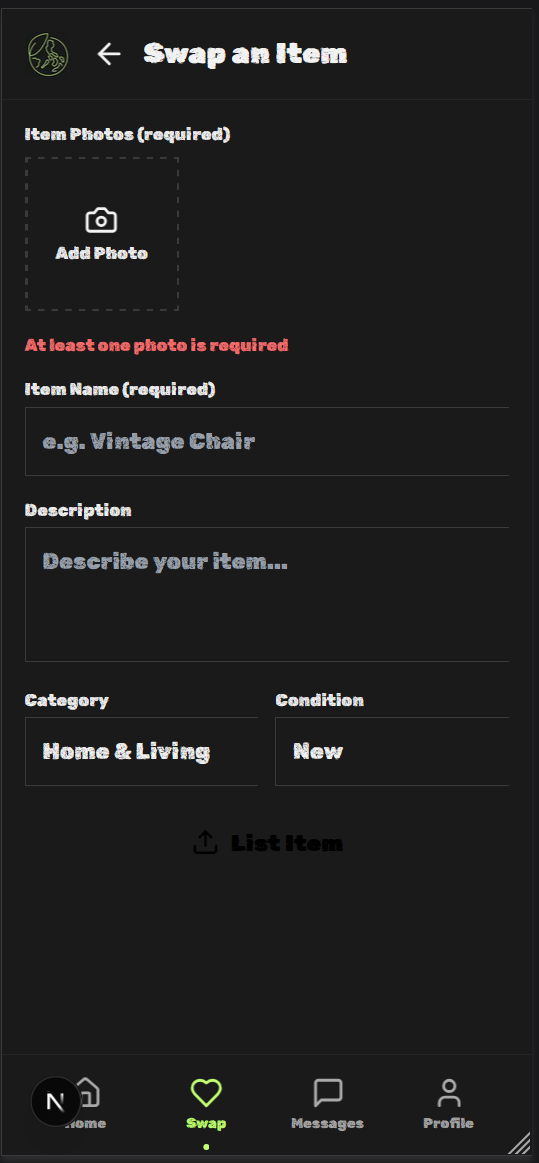 Swap an Item
Item Photos (required)
Add Photo
At least one photo is required
Item Name (required)
e.g. Vintage Chair
Description
Describe your item...
Category
Condition
Home & Living
New
List Item
N
Home
Swap
Messages
Profile